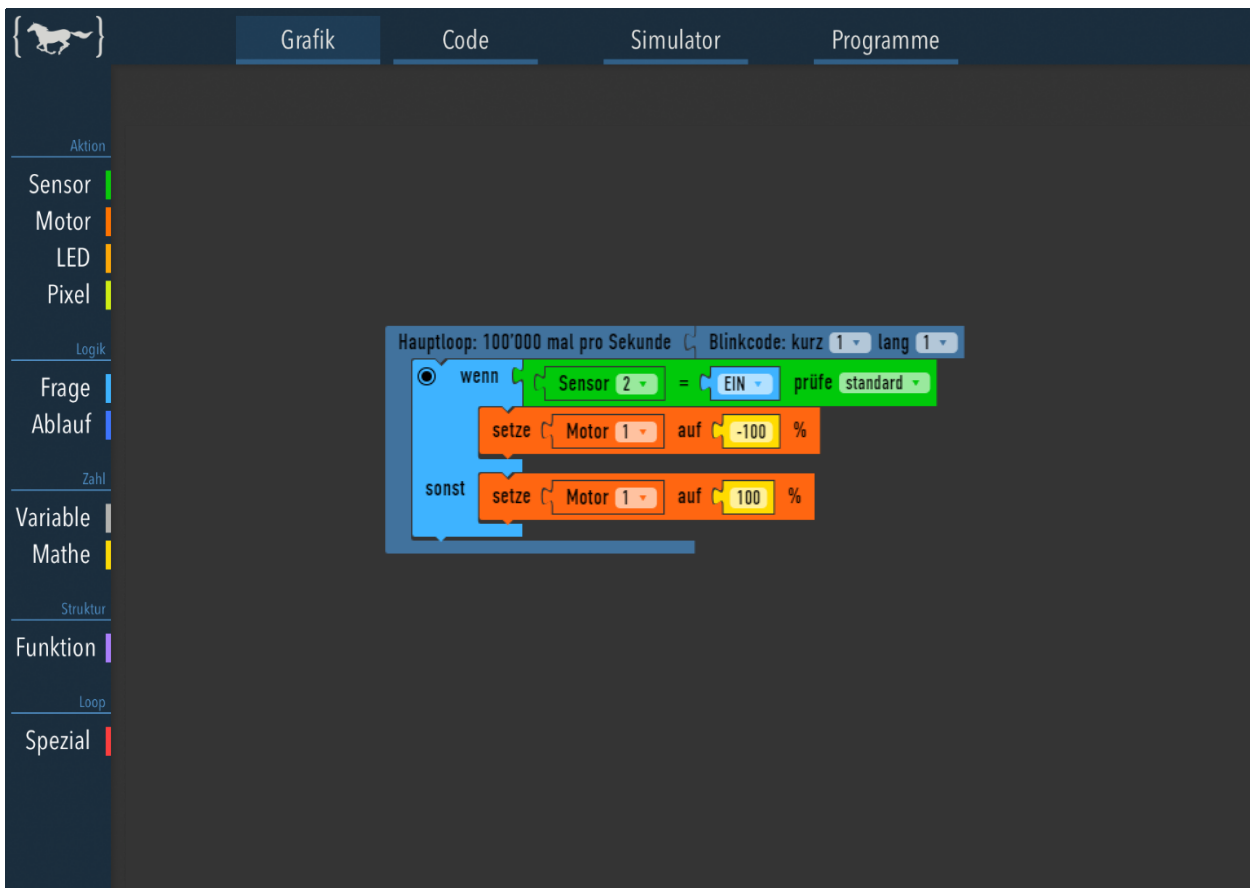 Grafik Code Simulator Programme
Aktion
Sensor
Motor
LED
Pixel
Logik
Frage
Ablauf
Zahl
Variable
Mathe
Struktur
Funktion
Loop
Spezial
Hauptloop: 100'000 mal pro Sekunde Blinkcode: kurz 1 lang 1
wenn Sensor 2 = EIN prüfe standard
setze Motor 1 auf -100 %
sonst setze Motor 1 auf 100 %